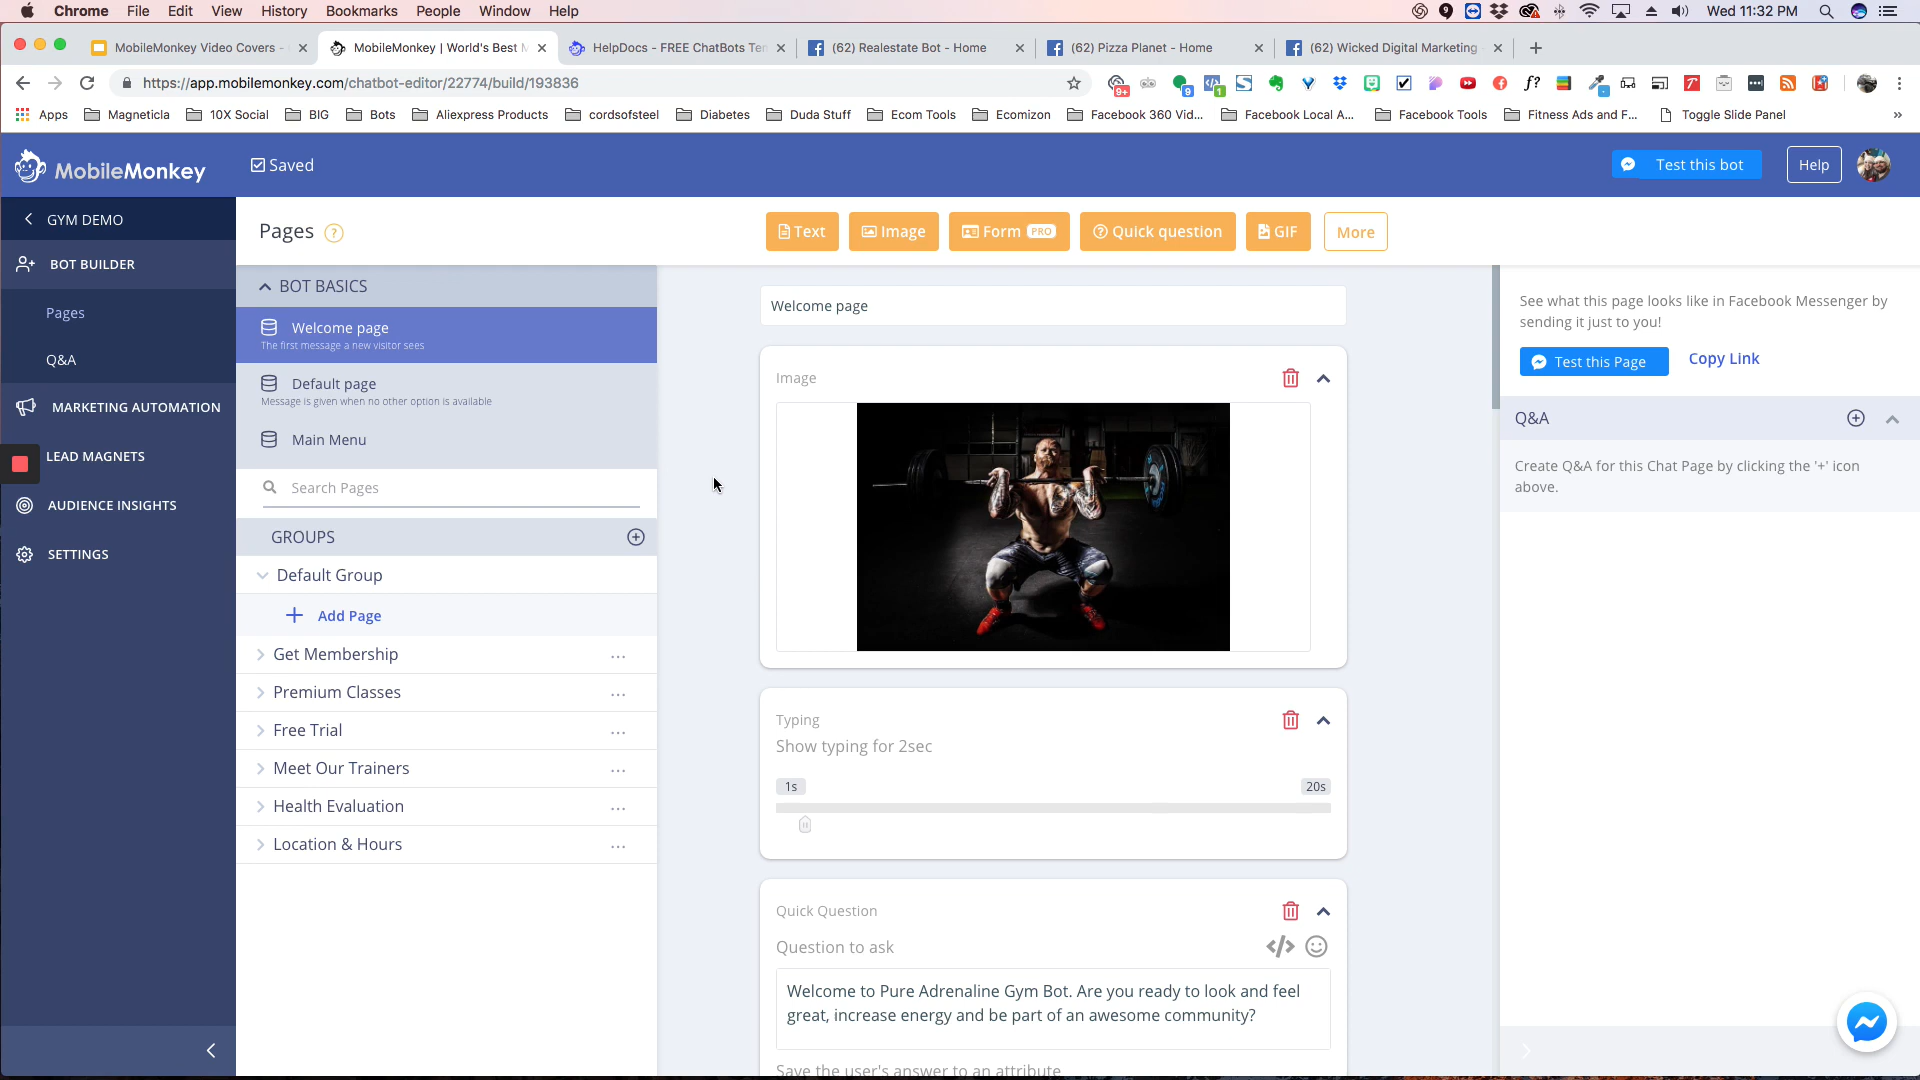 Chrome File Edit View History Bookmarks People Window Help
9 Wed 11:32 PM
MobileMonkey Video Covers -
MobileMonkey | World's Best M
HelpDocs - FREE ChatBots Tem
(62) Realestate Bot - Home
(62) Pizza Planet - Home
(62) Wicked Digital Marketing
https://app.mobilemonkey.com/chatbot-editor/22774/build/193836
9+ 9 1 f?
Apps Magneticla 10X Social BIG Bots Aliexpress Products cordsofsteel Diabetes Duda Stuff Ecom Tools Ecomizon Facebook 360 Vid... Facebook Local A... Facebook Tools Fitness Ads and F... Toggle Slide Panel »
MobileMonkey
Saved
Test this bot
Help
GYM DEMO
BOT BUILDER
Pages
Q&A
MARKETING AUTOMATION
LEAD MAGNETS
AUDIENCE INSIGHTS
SETTINGS
Pages ?
Text
Image
Form PRO
Quick question
GIF
More
BOT BASICS
Welcome page
The first message a new visitor sees
Default page
Message is given when no other option is available
Main Menu
Search Pages
GROUPS
Default Group
Add Page
Get Membership ...
Premium Classes ...
Free Trial ...
Meet Our Trainers ...
Health Evaluation ...
Location & Hours ...
Welcome page
Image
Typing
Show typing for 2sec
1s 20s
Quick Question
Question to ask
Welcome to Pure Adrenaline Gym Bot. Are you ready to look and feel
great, increase energy and be part of an awesome community?
Save the user's answer to an attribute
See what this page looks like in Facebook Messenger by
sending it just to you!
Test this Page
Copy Link
Q&A
Create Q&A for this Chat Page by clicking the '+' icon
above.